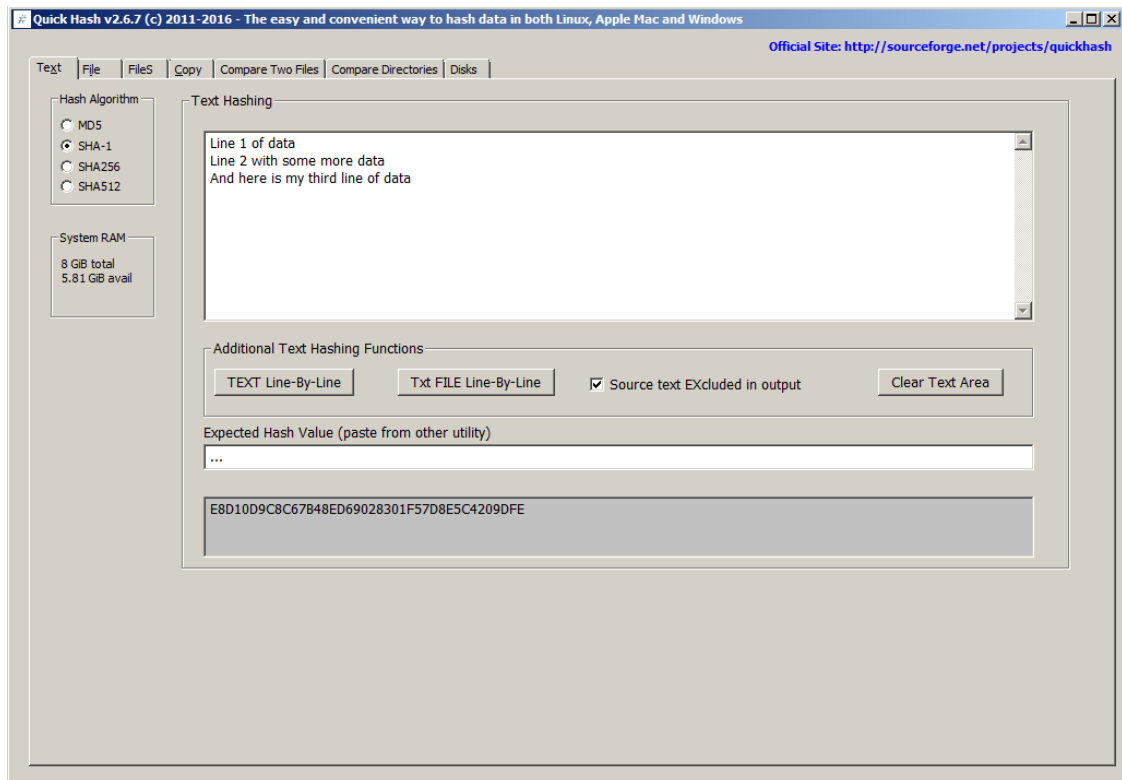 Quick Hash v2.6.7 (c) 2011-2016 - The easy and convenient way to hash data in both Linux, Apple Mac and Windows
Official Site: http://sourceforge.net/projects/quickhash
Text File FileS Copy Compare Two Files Compare Directories Disks
Hash Algorithm
MD5
SHA-1
SHA256
SHA512
System RAM
8 GiB total
5.81 GiB avail
Text Hashing
Line 1 of data
Line 2 with some more data
And here is my third line of data
Additional Text Hashing Functions
TEXT Line-By-Line Txt FILE Line-By-Line Source text EXcluded in output Clear Text Area
Expected Hash Value (paste from other utility)
...
E8D10D9C8C67B48ED69028301F57D8E5C4209DFE